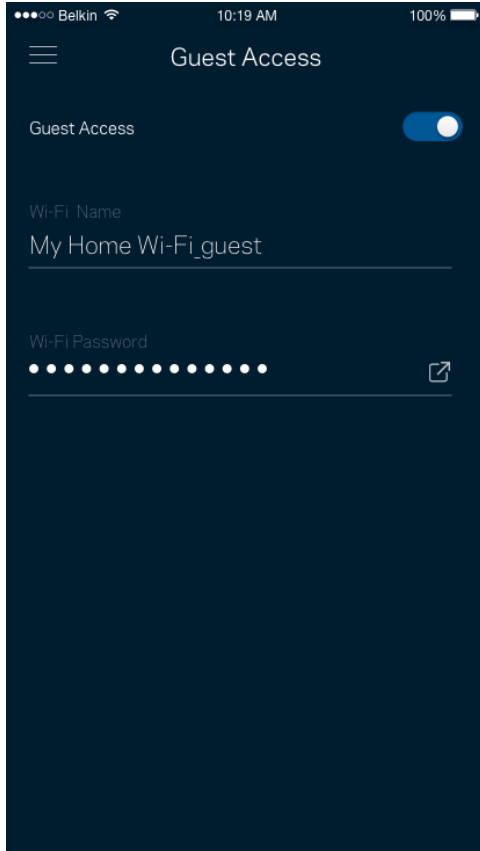 Belkin 10:19 AM 100%
Guest Access
Guest Access
Wi-Fi Name
My Home Wi-Fi_guest
Wi-Fi Password
●●●●●●●●●●●●●●